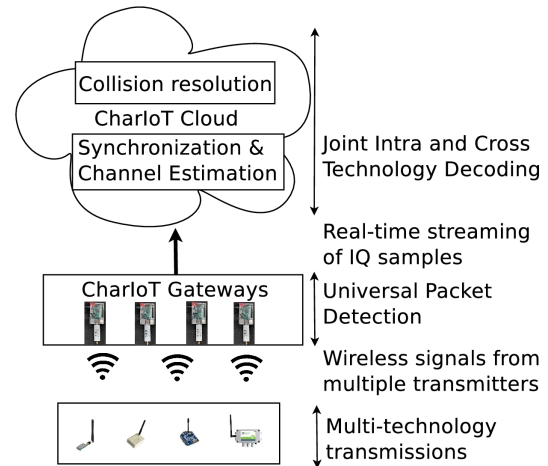 Collision resolution
CharIoT Cloud
Synchronization &
Channel Estimation
Joint Intra and Cross
Technology Decoding
Real-time streaming
of IQ samples
CharIoT Gateways
Universal Packet
Detection
Wireless signals from
multiple transmitters
Multi-technology
transmissions